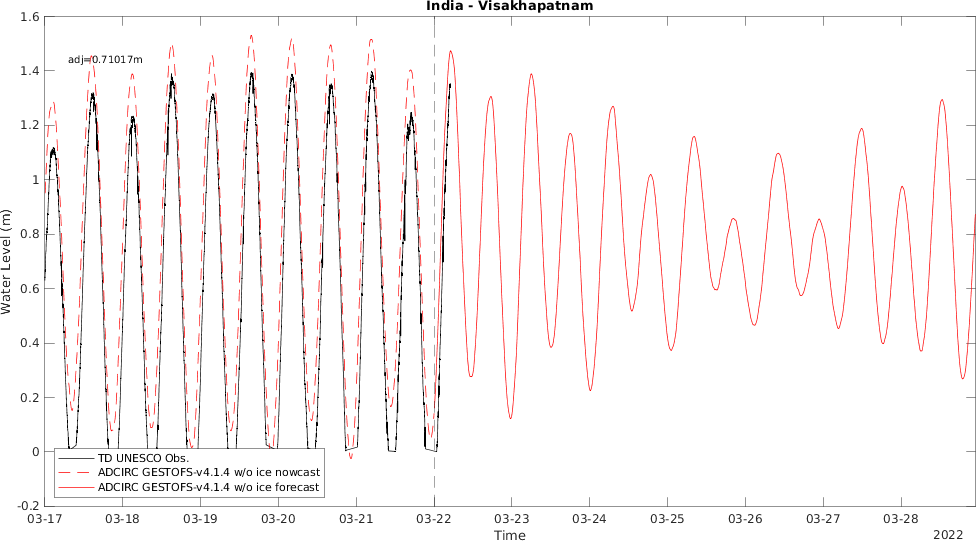 India - Visakhapatnam
adj=0.71017m
Water Level (m)
1.6
1.4
1.2
1
0.8
0.6
0.4
0.2
0
-0.2
TD UNESCO Obs.
ADCIRC GESTOFS-v4.1.4 w/o ice nowcast
ADCIRC GESTOFS-v4.1.4 w/o ice forecast
03-17 03-18 03-19 03-20 03-21 03-22 03-23 03-24 03-25 03-26 03-27 03-28
Time
2022